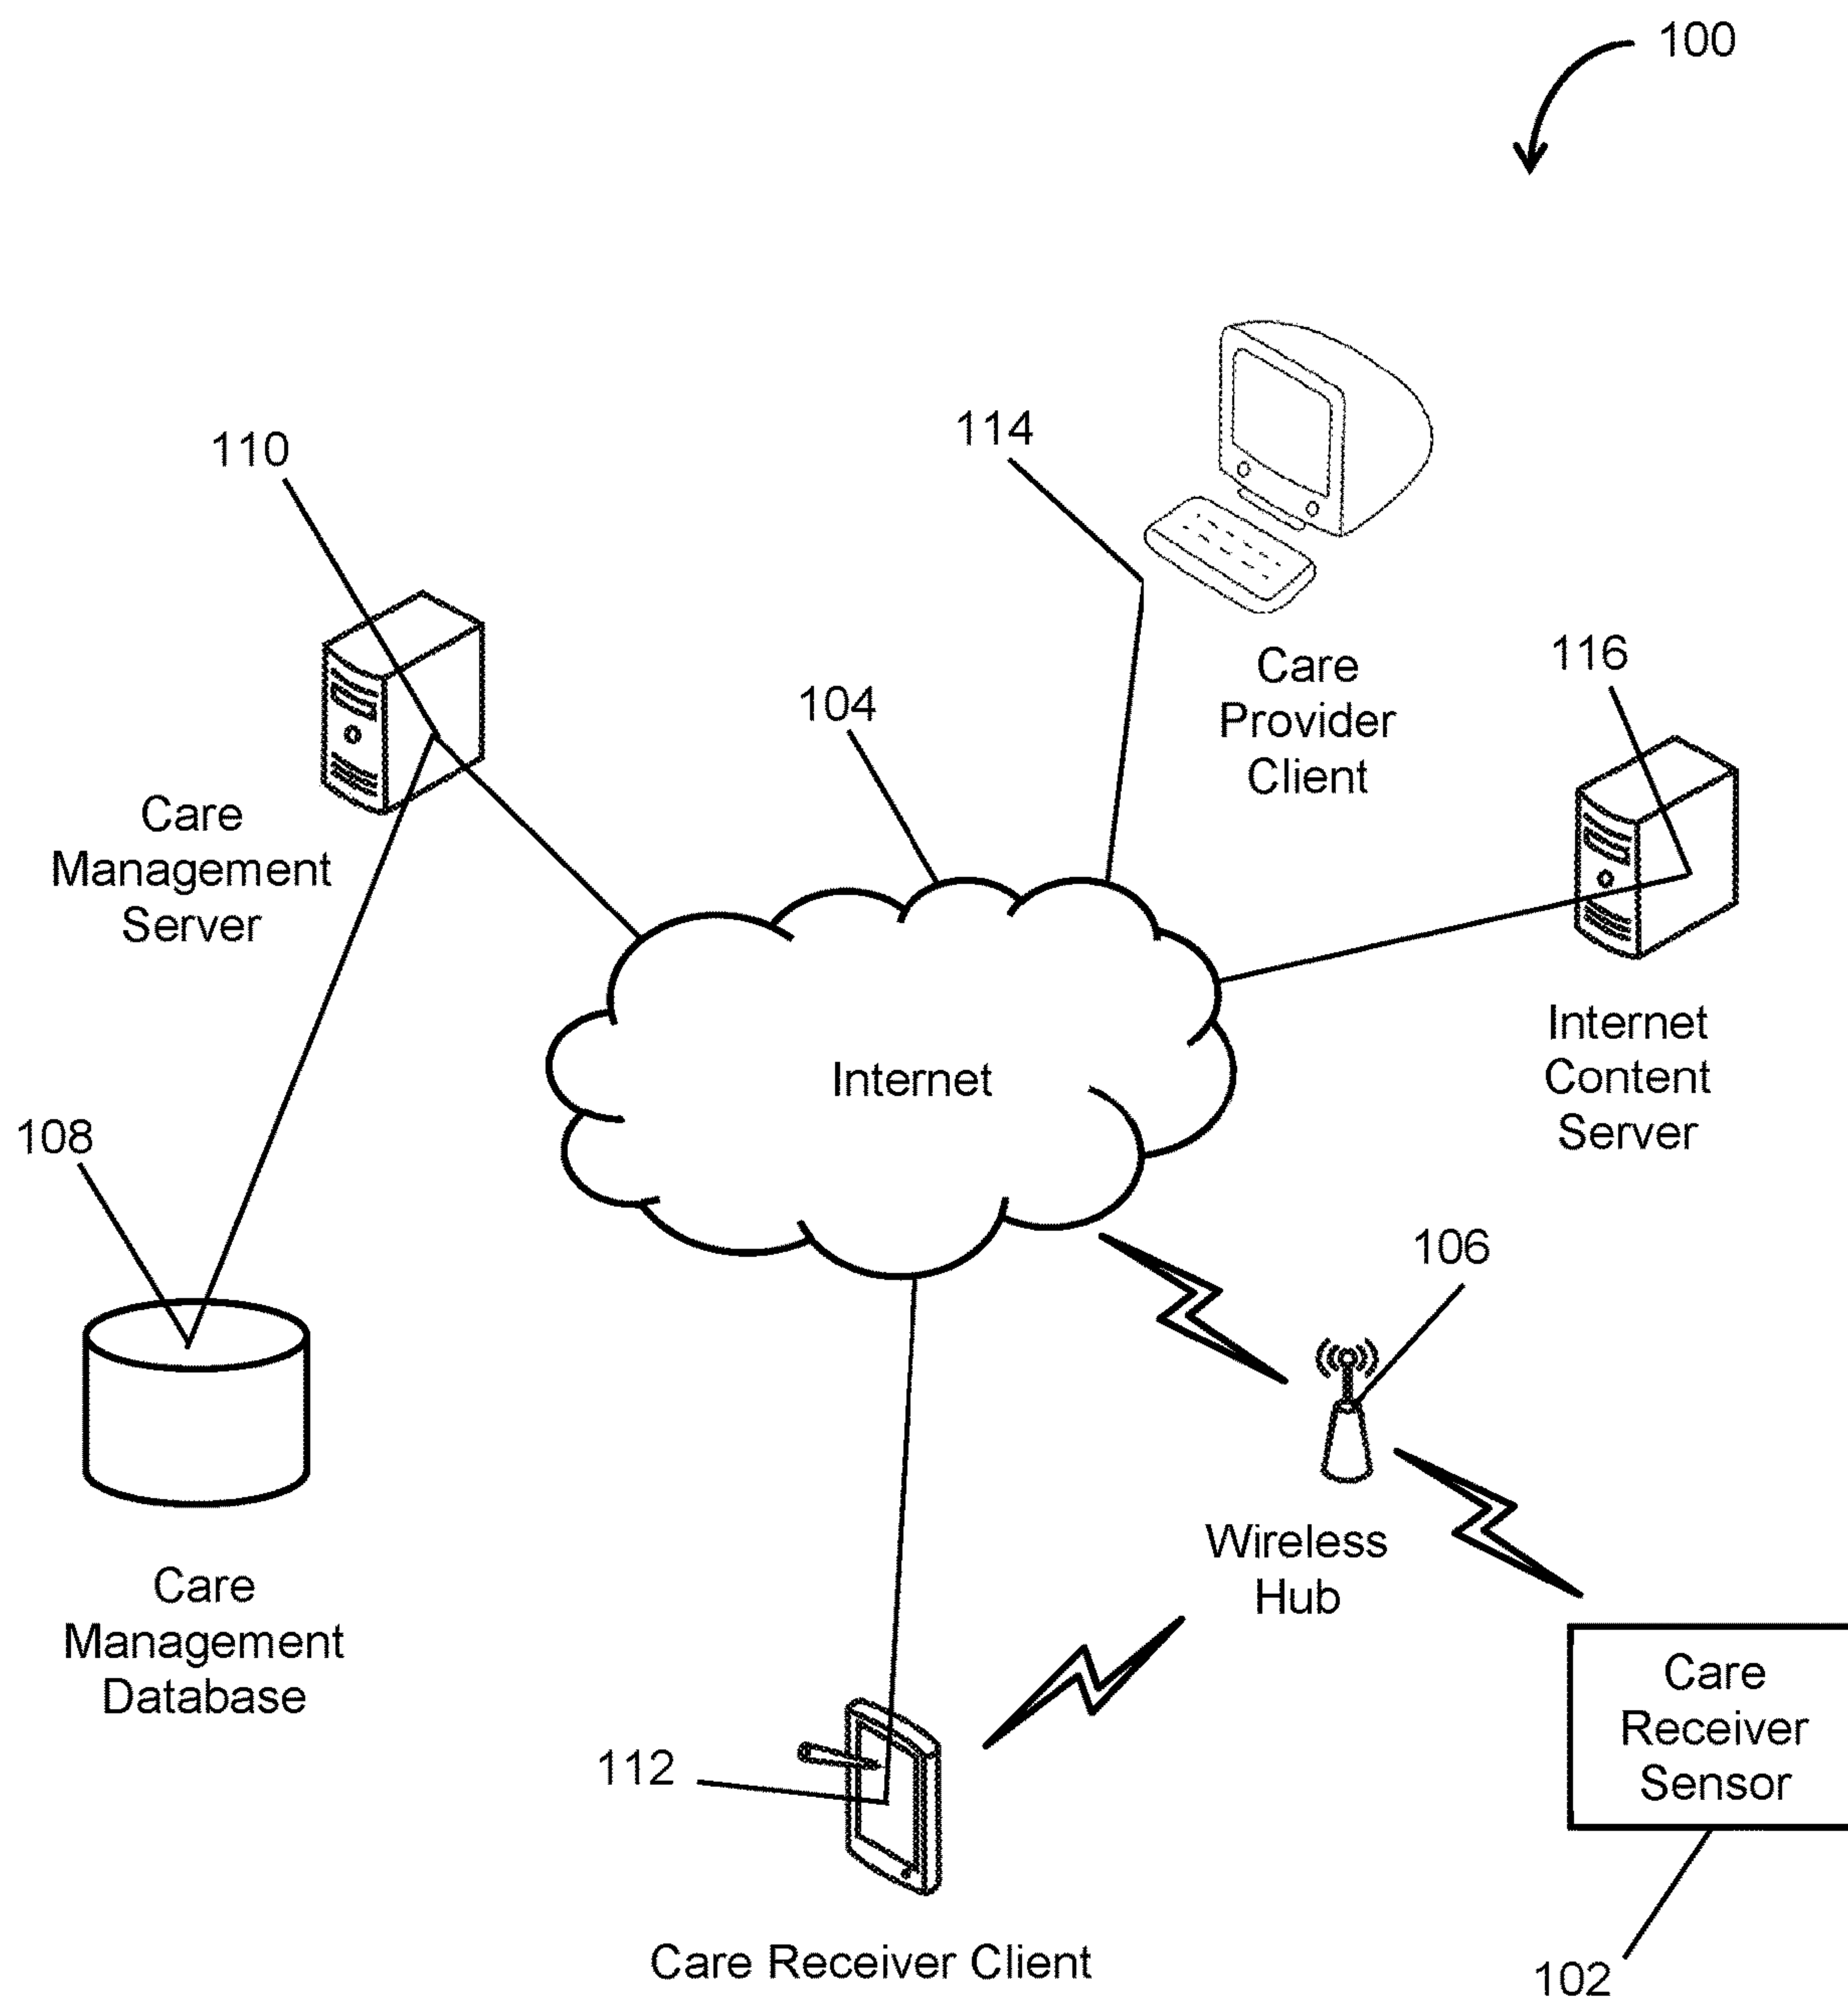 100
114
110
Care
Provider
Client
116
104
Care
Management
Server
Internet
Content
Server
Internet
108
106
Wireless
Hub
Care
Management
Database
Care
Receiver
Sensor
112
Care Receiver Client
102